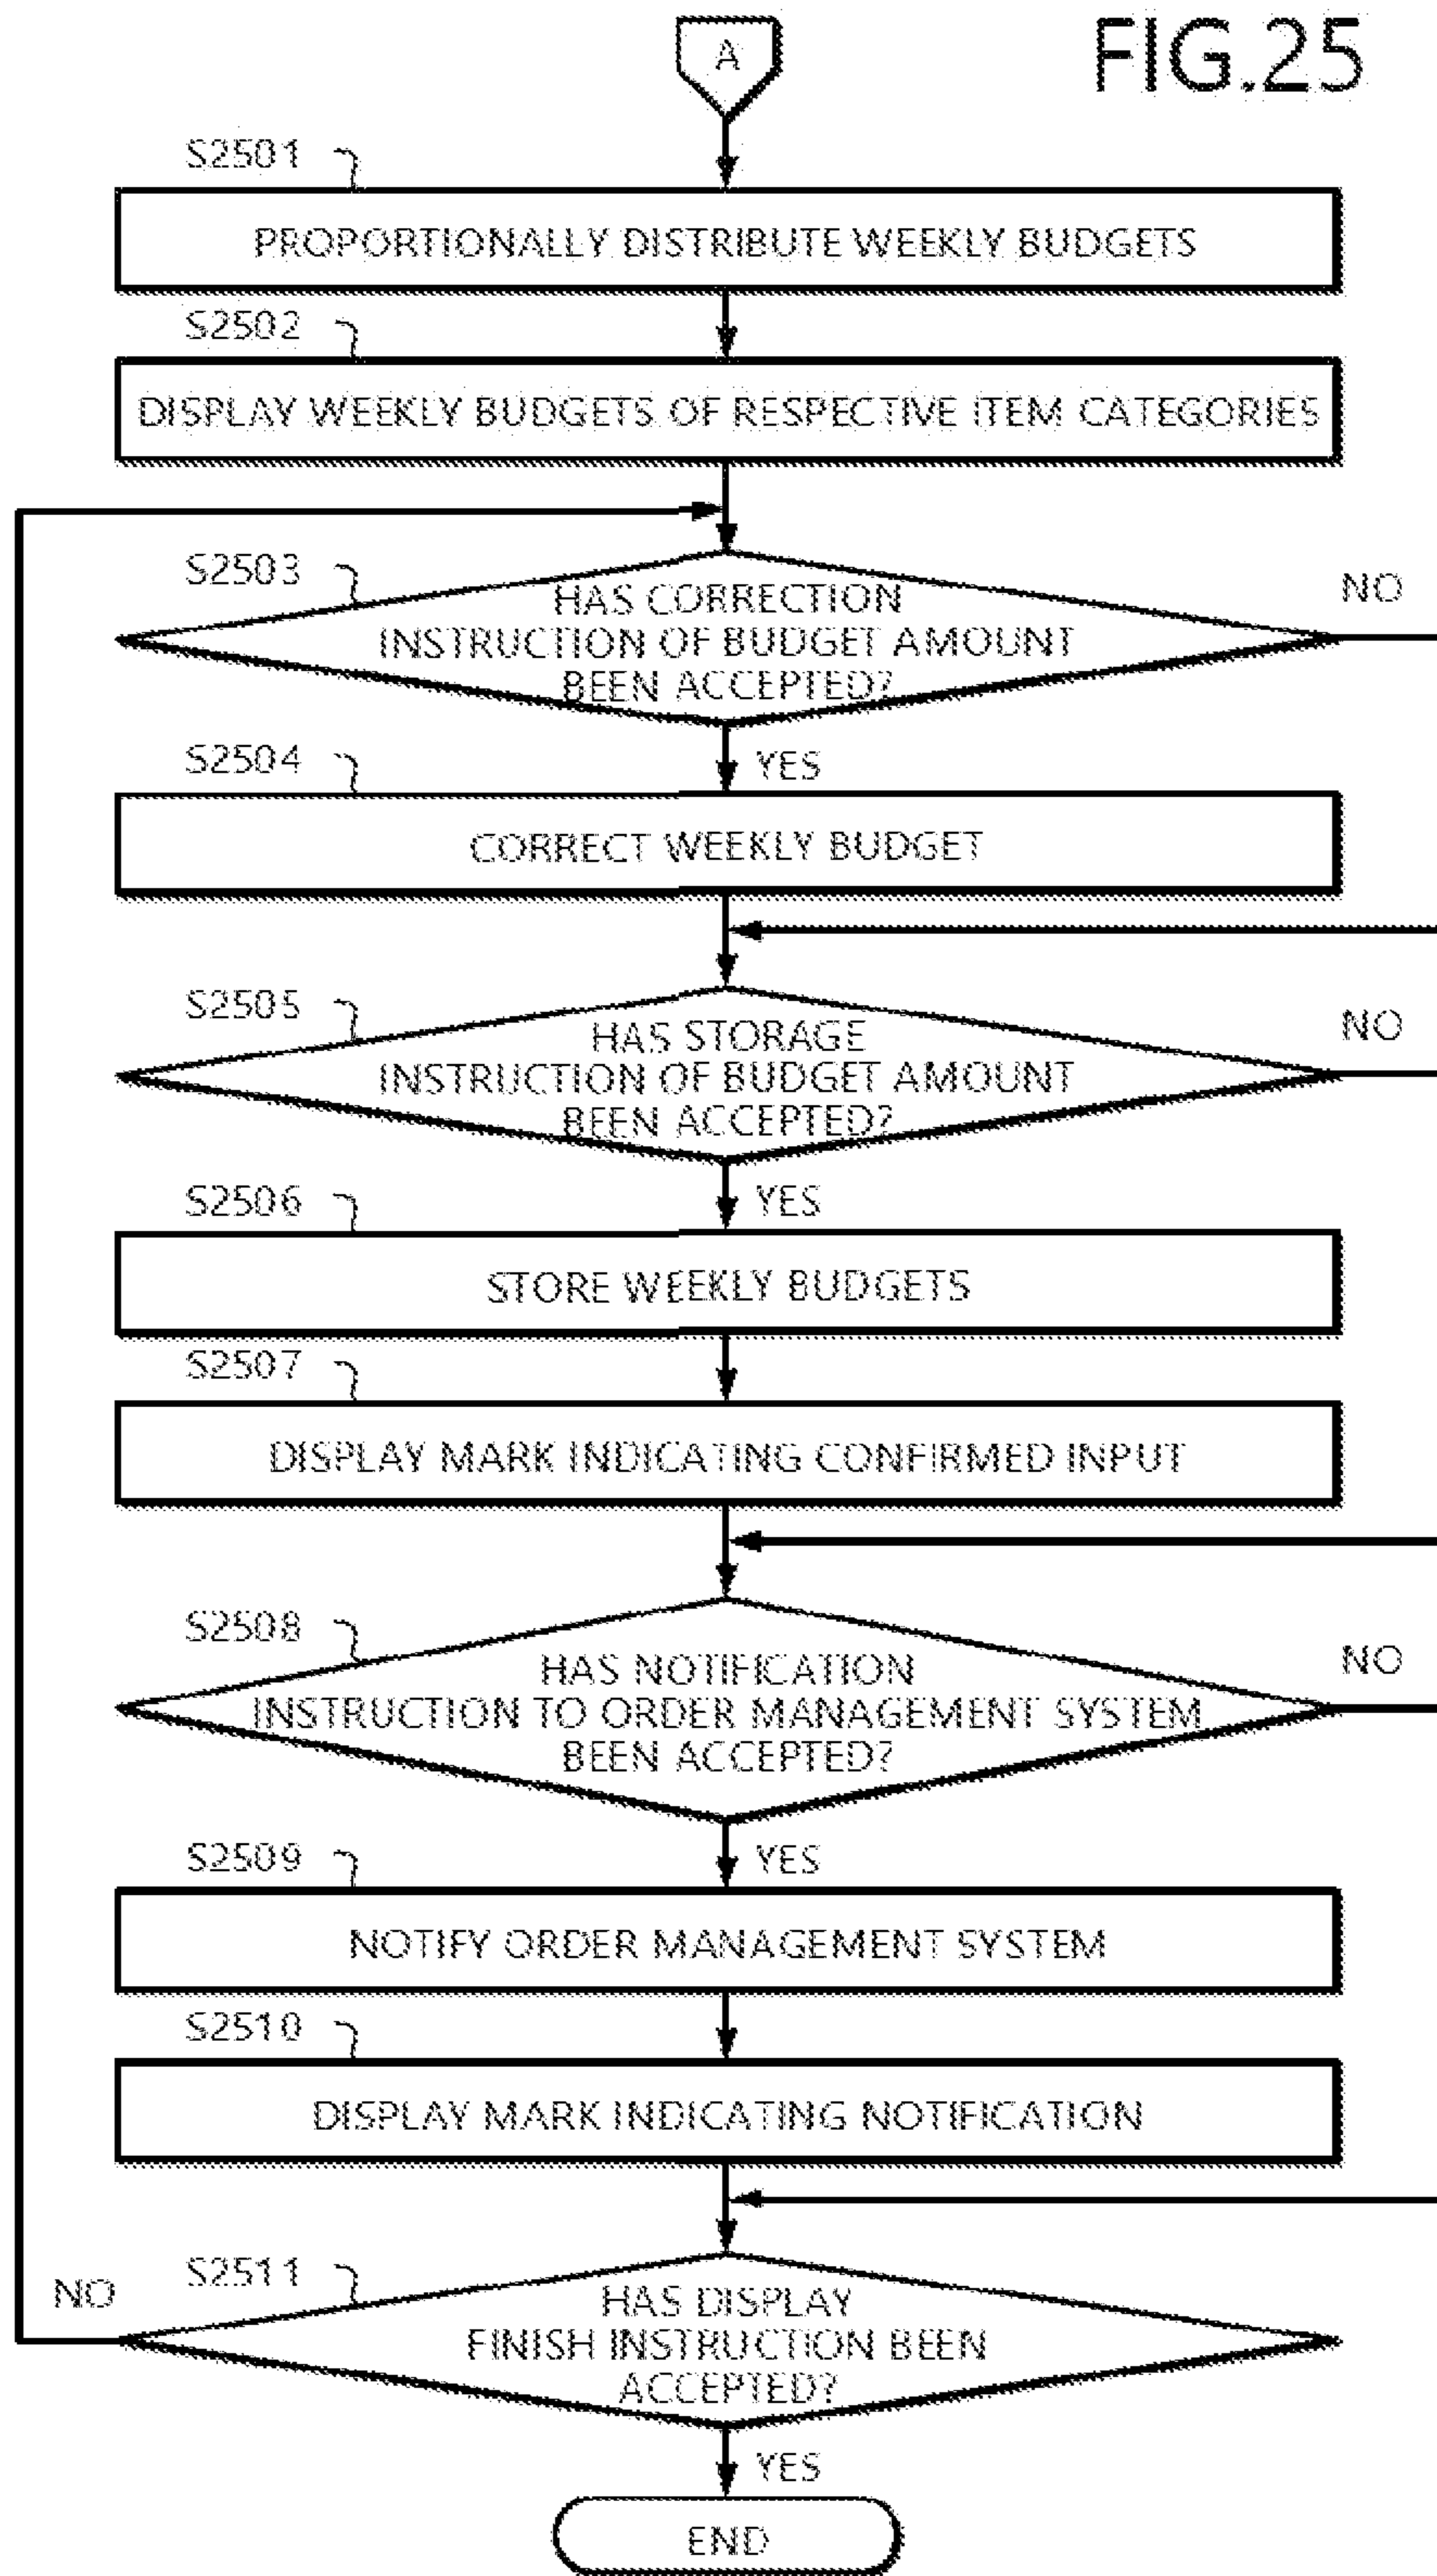 FIG.25
A
S2501
PROPORTIONALLY DISTRIBUTE WEEKLY BUDGETS
S2502
DISPLAY WEEKLY BUDGETS OF RESPECTIVE ITEM CATEGORIES
S2503
HAS CORRECTION
INSTRUCTION OF BUDGET AMOUNT
BEEN ACCEPTED?
NO
YES
S2504
CORRECT WEEKLY BUDGET
S2505
HAS STORAGE
INSTRUCTION OF BUDGET AMOUNT
BEEN ACCEPTED?
NO
YES
S2506
STORE WEEKLY BUDGETS
S2507
DISPLAY MARK INDICATING CONFIRMED INPUT
S2508
HAS NOTIFICATION
INSTRUCTION TO ORDER MANAGEMENT SYSTEM
BEEN ACCEPTED?
NO
YES
S2509
NOTIFY ORDER MANAGEMENT SYSTEM
S2510
DISPLAY MARK INDICATING NOTIFICATION
S2511
NO
HAS DISPLAY
FINISH INSTRUCTION BEEN
ACCEPTED?
YES
END